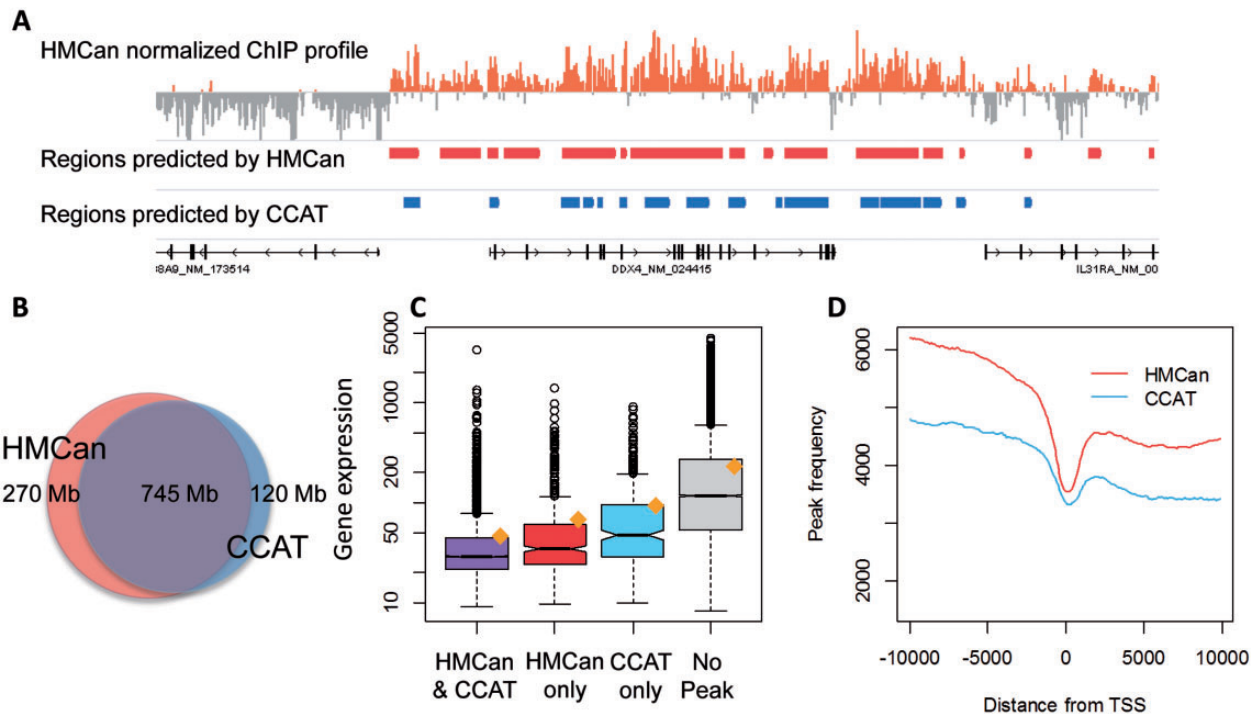 A
HMCan normalized ChIP profile
Regions predicted by HMCan
Regions predicted by CCAT
38A9_NM_173514
DDX4_NM_024415
IL31RA_NM_00
B
HMCan
270 Mb
745 Mb
120 Mb
CCAT
C
Gene expression
5000
1000
200
50
10
HMCan
& CCAT
HMCan
only
CCAT
only
No
Peak
D
Peak frequency
6000
4000
2000
HMCan
CCAT
-10000
-5000
0
5000
10000
Distance from TSS